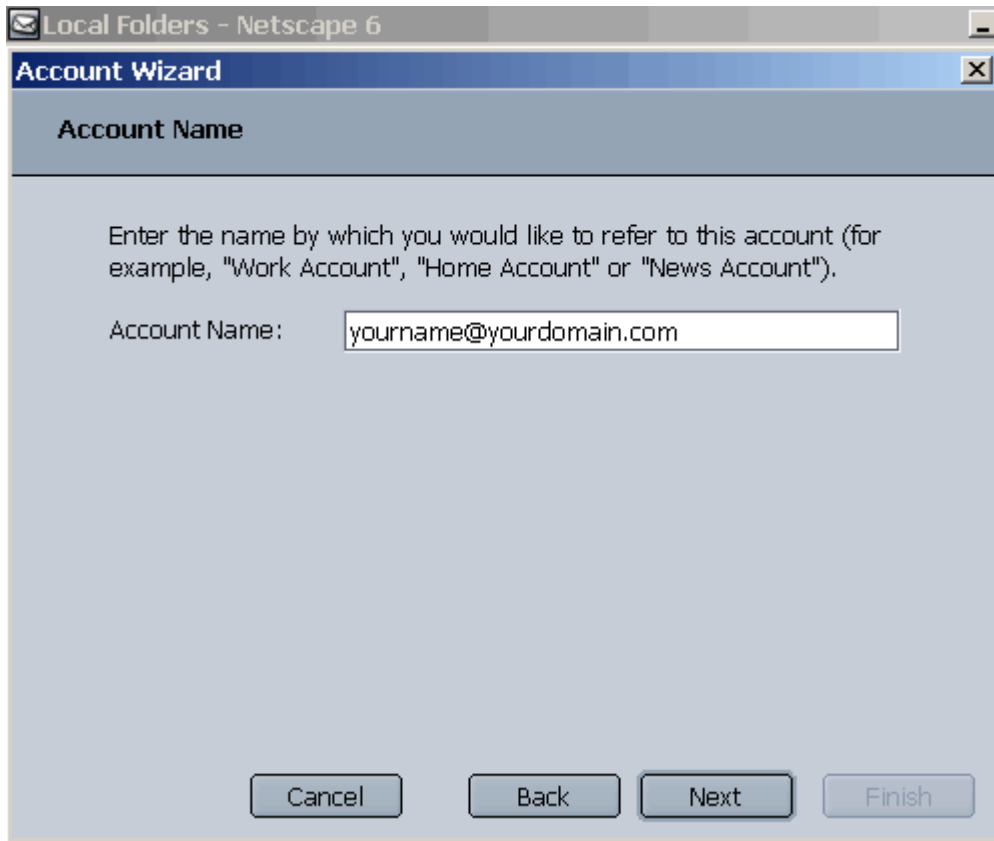 Local Folders - Netscape 6
Account Wizard
Account Name
Enter the name by which you would like to refer to this account (for
example, "Work Account", "Home Account" or "News Account").
Account Name: yourname@yourdomain.com
Cancel Back Next Finish